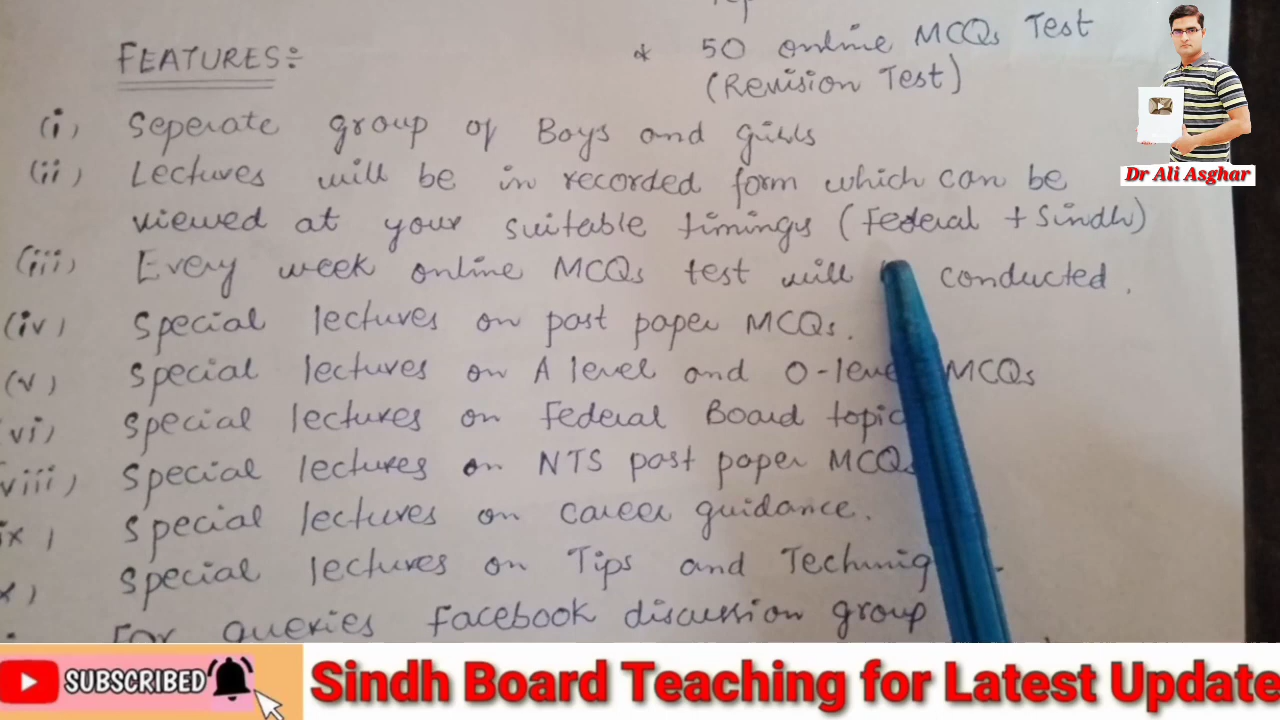 * 50 online MCQs Test
(Revision Test)
FEATURES:
(i) Seperate group of Boys and girls
(ii) Lectures will be in recorded form which can be
viewed at your suitable timings (Federal + Sindh)
(iii) Every week online MCQs test will conducted.
(iv) Special lectures on past paper MCQs.
(v) Special lectures on A level and O-level MCQs
vi) Special lectures on Federal Board topic
viii) Special lectures on NTS past paper MCQs
ix) Special lectures on career guidance.
x) Special lectures on Tips and Techniq
For queries Facebook discussion group
Dr Ali Asghar
SUBSCRIBED
Sindh Board Teaching for Latest Update